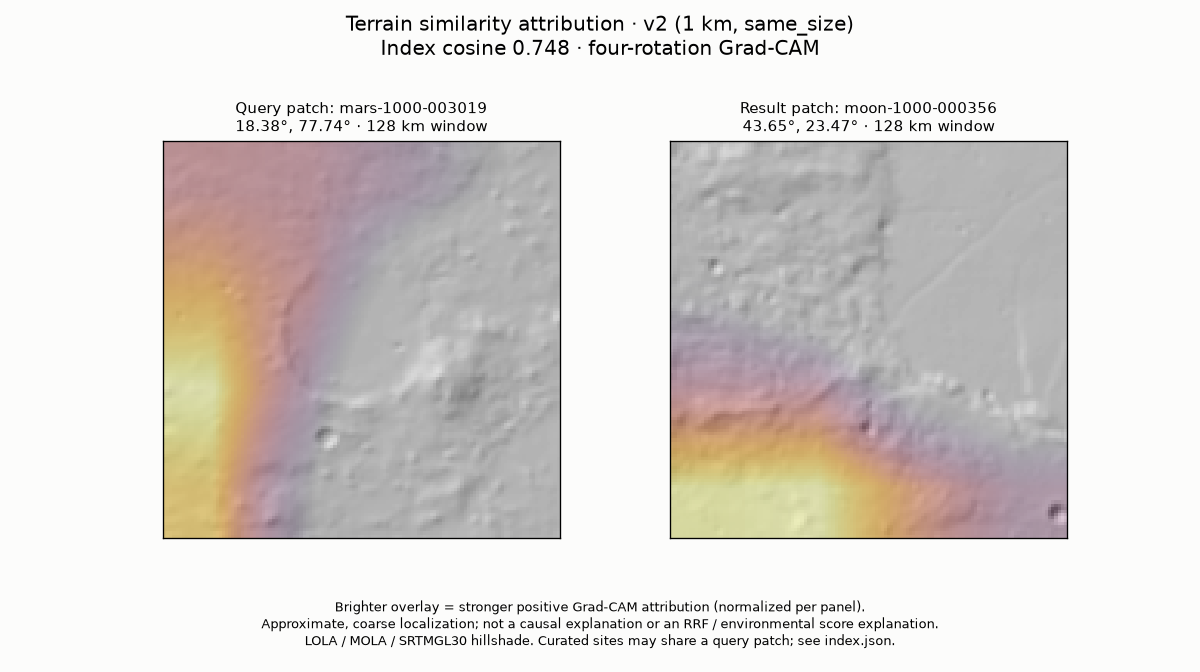 Terrain similarity attribution · v2 (1 km, same_size)
Index cosine 0.748 · four-rotation Grad-CAM
Query patch: mars-1000-003019
18.38°, 77.74° · 128 km window
Result patch: moon-1000-000356
43.65°, 23.47° · 128 km window
Brighter overlay = stronger positive Grad-CAM attribution (normalized per panel).
Approximate, coarse localization; not a causal explanation or an RRF / environmental score explanation.
LOLA / MOLA / SRTMGL30 hillshade. Curated sites may share a query patch; see index.json.